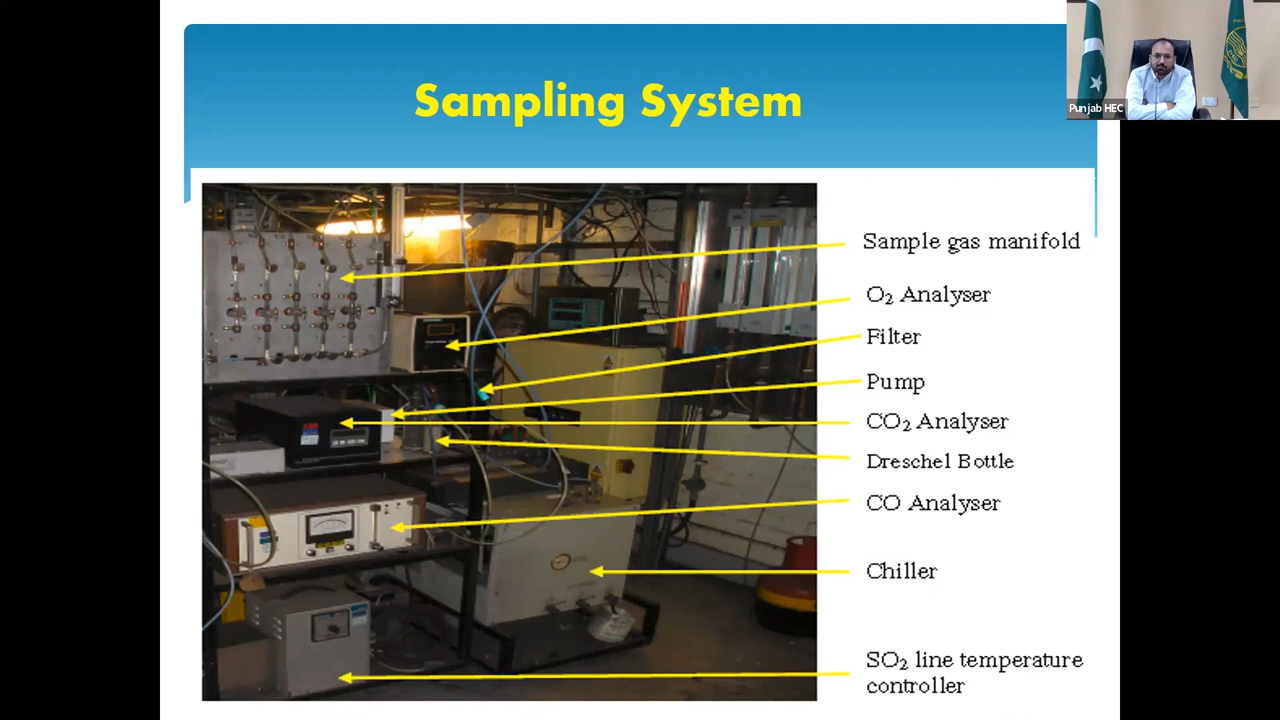 Sampling System
Punjab HEC
Sample gas manifold
O₂ Analyser
Filter
Pump
CO₂ Analyser
Dreschel Bottle
CO Analyser
Chiller
SO₂ line temperature
controller
ABB